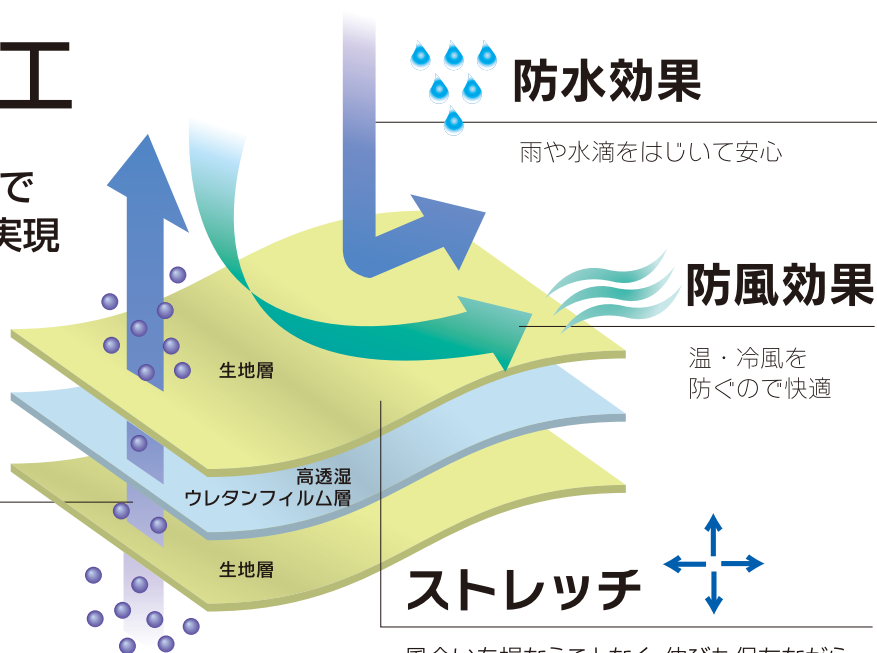 工
で
実現
防水効果
雨や水滴をはじいて安心
防風効果
温・冷風を
防ぐので快適
生地層
高透湿
ウレタンフィルム層
生地層
ストレッチ